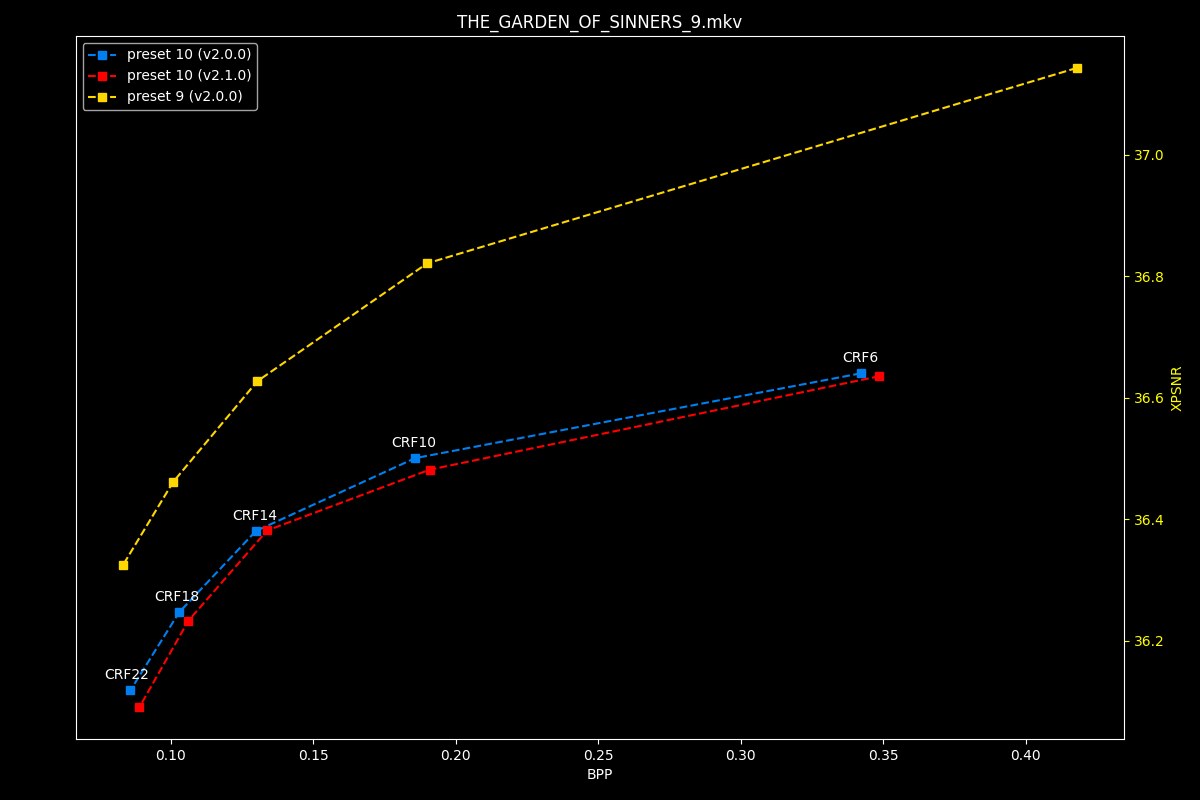 THE_GARDEN_OF_SINNERS_9.mkv
preset 10 (v2.0.0)
preset 10 (v2.1.0)
preset 9 (v2.0.0)
37.0
36.8
CRF6
36.6
XPSNR
CRF10
CRF14
36.4
CRF18
36.2
CRF22
0.10 0.15 0.20 0.25 0.30 0.35 0.40
BPP